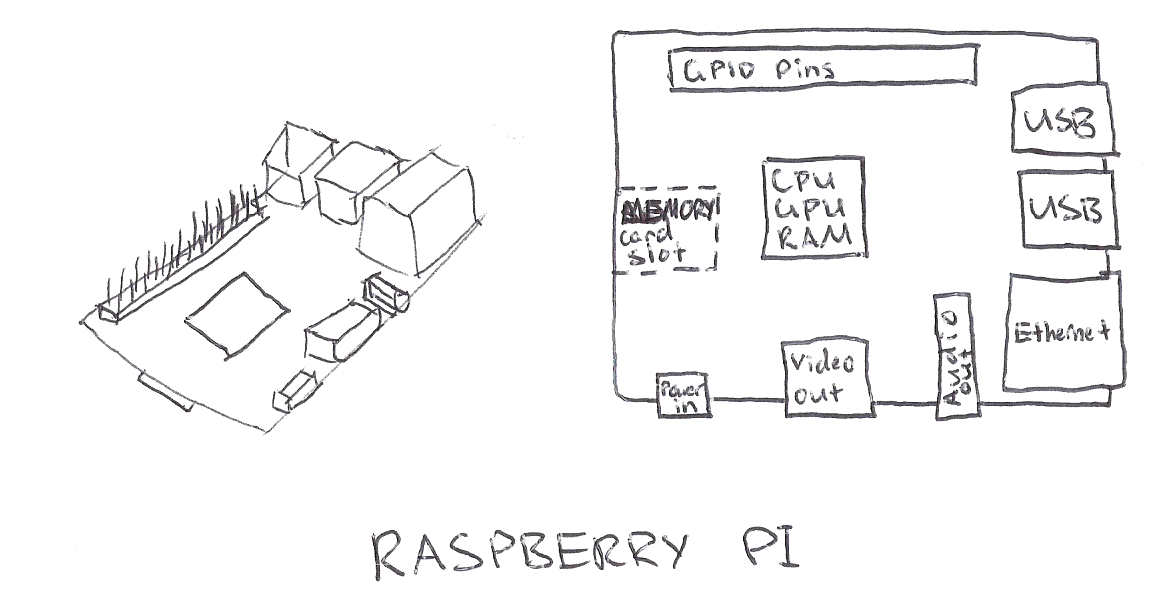 GPIO Pins
USB
CPU
GPU
RAM
MEMORY
card
slot
USB
Ethernet
Audio
out
Video
out
Power
in
RASPBERRY PI